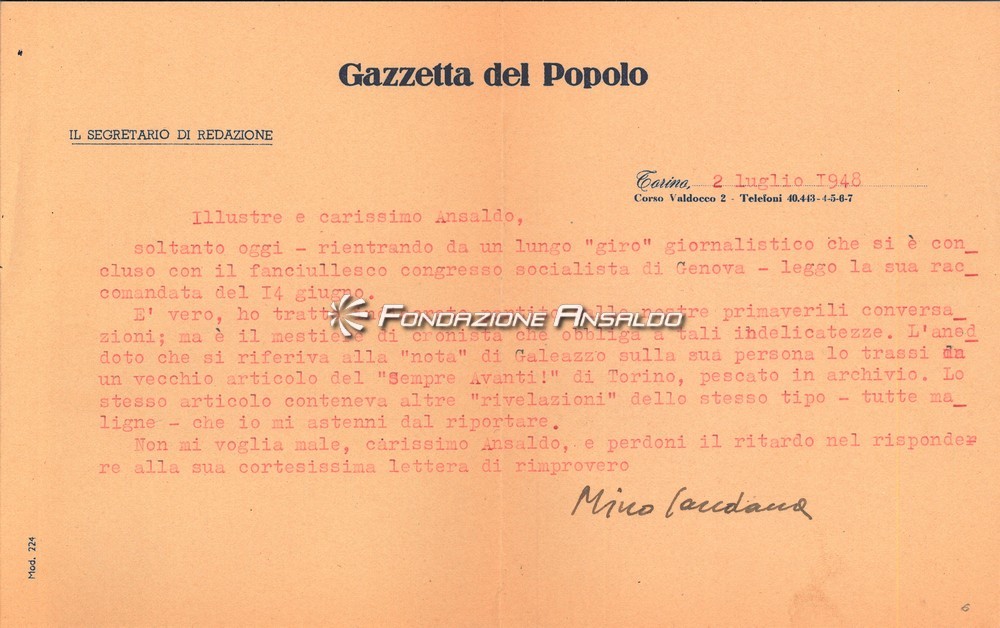 Gazzetta del Popolo
IL SEGRETARIO DI REDAZIONE
Torino, 2 luglio 1948
Corso Valdocco 2 - Telefoni 40.443-4-5-6-7
Illustre e carissimo Ansaldo,
soltanto oggi - rientrando da un lungo "giro" giornalistico che si è con_
cluso con il fanciullesco congresso socialista di Genova - leggo la sua rac_
comandata del I4 giugno.
E' vero, ho tratt nostre primaverili conversa_
zioni; ma è il mestiere di cronista che obbliga a tali indelicatezze. L'aned_
doto che si riferiva alla "nota" di Galeazzo sulla sua persona lo trassi da
un vecchio articolo del "Sempre Avanti!" di Torino, pescato in archivio. Lo
stesso articolo conteneva altre "rivelazioni" dello stesso tipo - tutte ma_
ligne - che io mi astenni dal riportare.
Non mi voglia male, carissimo Ansaldo, e perdoni il ritardo nel risponde=
re alla sua cortesissima lettera di rimprovero
Mino Caudana
Mod. 224
6
FONDAZIONE ANSALDO